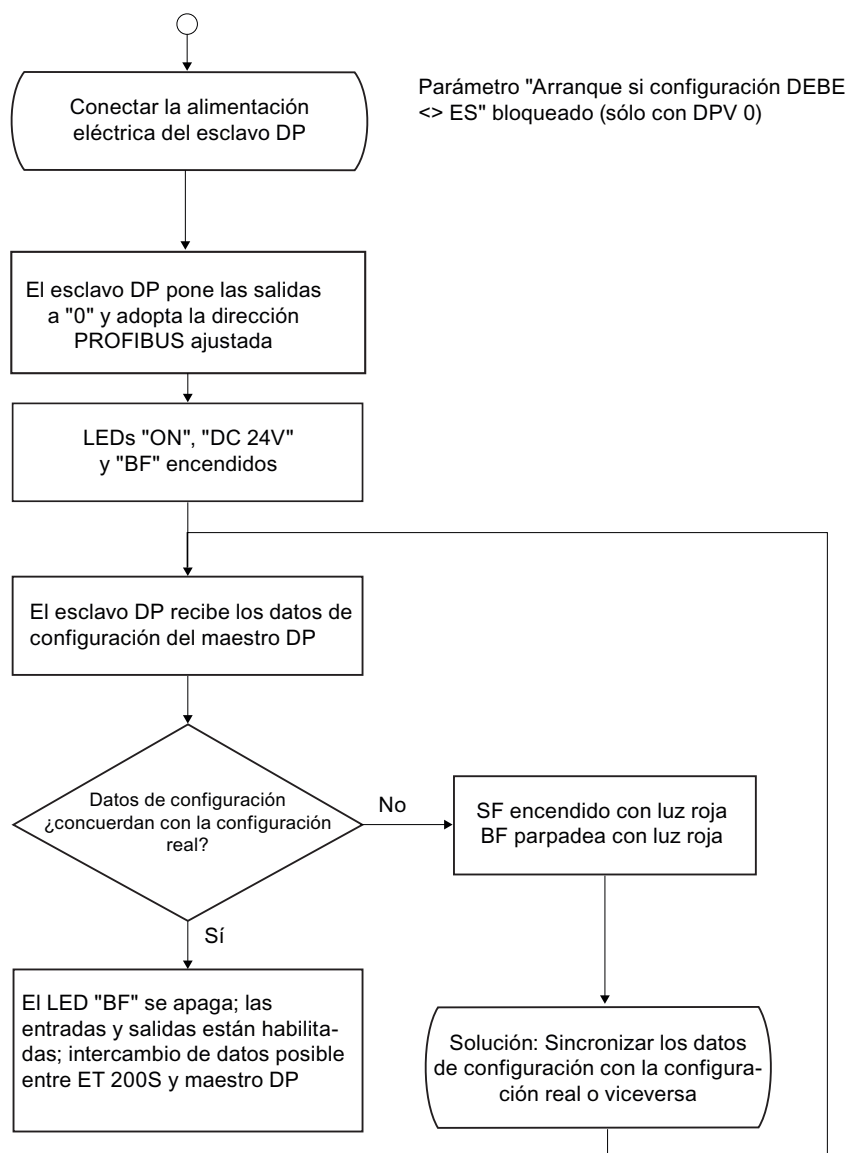 Parámetro "Arranque si configuración DEBE
<> ES" bloqueado (sólo con DPV 0)
Conectar la alimentación
eléctrica del esclavo DP
El esclavo DP pone las salidas
a "0" y adopta la dirección
PROFIBUS ajustada
LEDs "ON", "DC 24V"
y "BF" encendidos
El esclavo DP recibe los datos de
configuración del maestro DP
Datos de configuración
¿concuerdan con la configuración
real?
No
SF encendido con luz roja
BF parpadea con luz roja
Sí
El LED "BF" se apaga; las
entradas y salidas están habilita-
das; intercambio de datos posible
entre ET 200S y maestro DP
Solución: Sincronizar los datos
de configuración con la configura-
ción real o viceversa